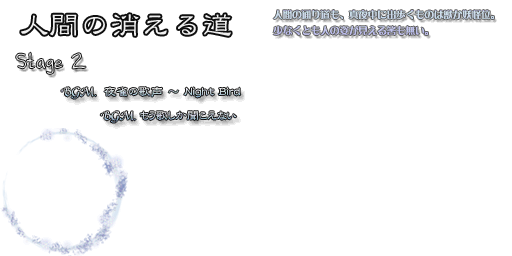 人間の消える道
Stage 2
BGM. 夜雀の歌声 ～ Night Bird
BGM. もう歌しか聞こえない
人間の通り道も、真夜中に出歩くものは僅か妖怪位。
少なくとも人の姿が見える筈も無い。